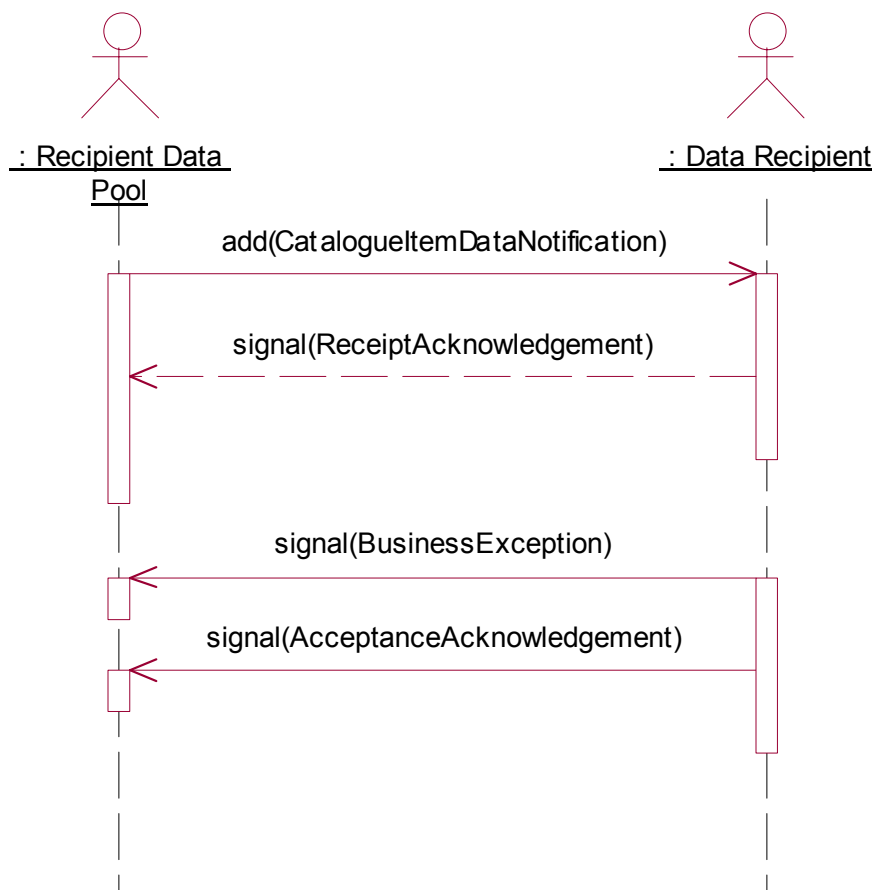 : Recipient Data
Pool
: Data Recipient
add(CatalogueItemDataNotification)
signal(ReceiptAcknowledgement)
signal(BusinessException)
signal(AcceptanceAcknowledgement)